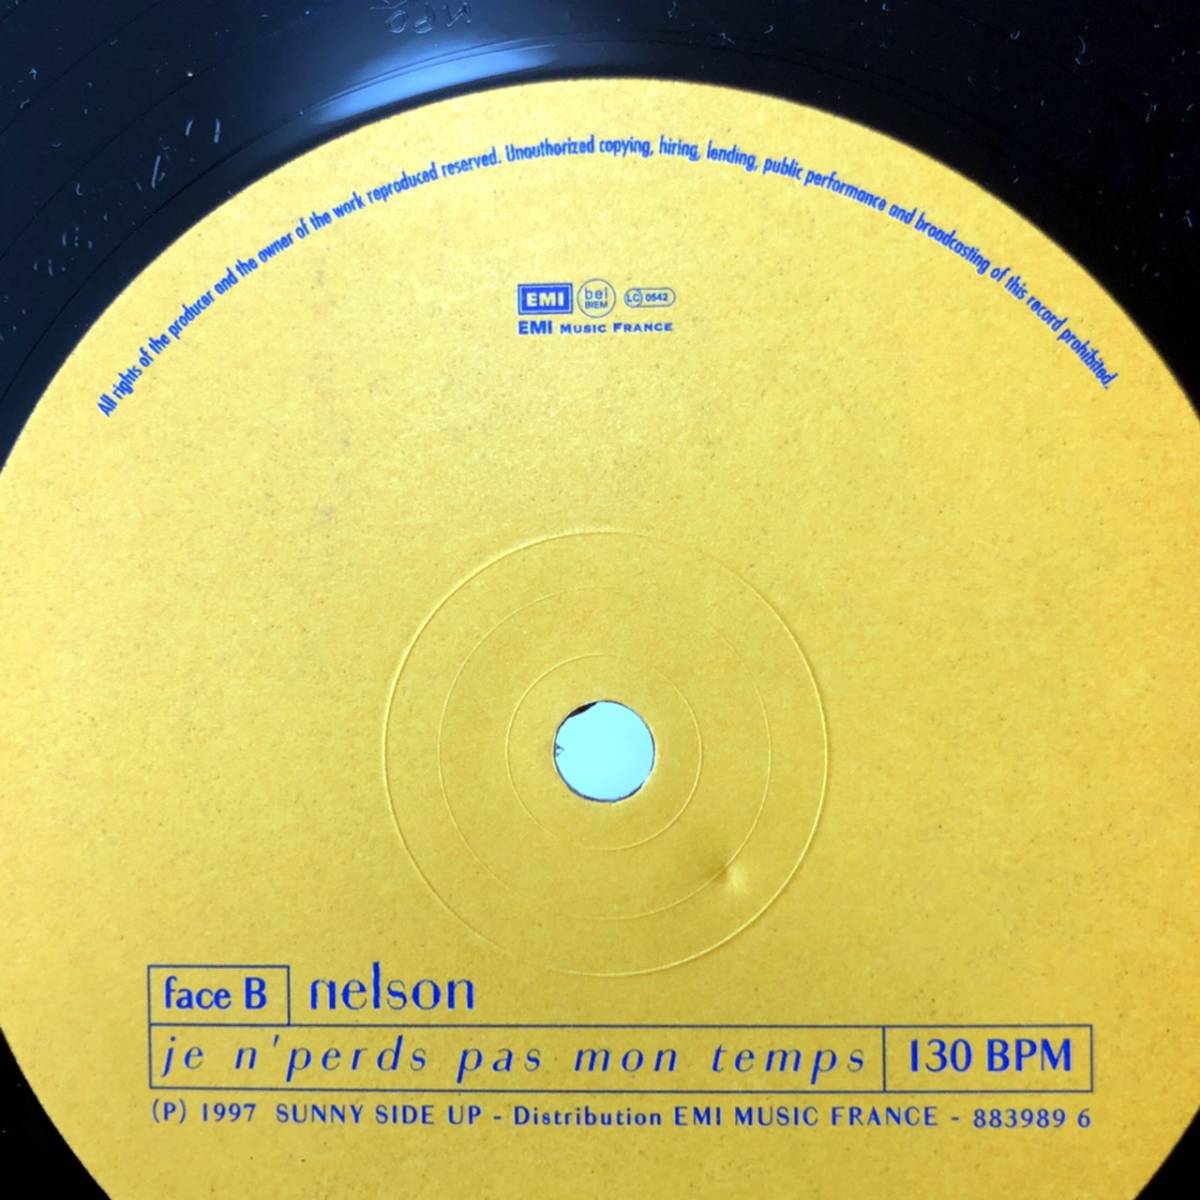 All rights of the producer and the owner of the work reproduced reserved. Unauthorized copying, hiring, lending, public performance and broadcasting of this record prohibited.
EMI bel BIEM LC 0542
EMI MUSIC FRANCE
face B nelson
je n'perds pas mon temps 130 BPM
(P) 1997 SUNNY SIDE UP - Distribution EMI MUSIC FRANCE - 883989 6